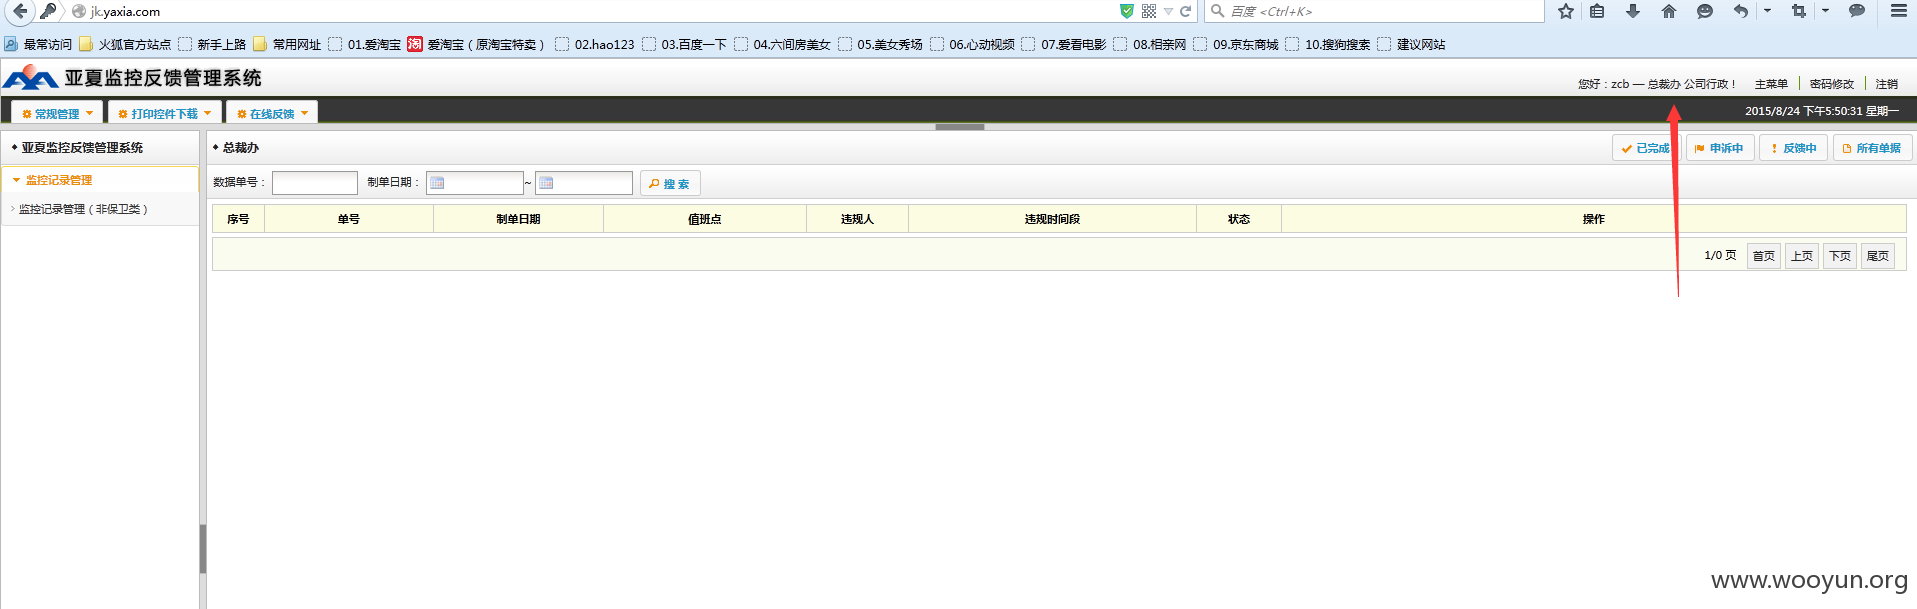 jk.yaxia.com
百度 <Ctrl+K>
最常访问 火狐官方站点 新手上路 常用网址 01.爱淘宝 淘 爱淘宝（原淘宝特卖） 02.hao123 03.百度一下 04.六间房美女 05.美女秀场 06.心动视频 07.爱看电影 08.相亲网 09.京东商城 10.搜狗搜索 建议网站
亚夏监控反馈管理系统
您好：zcb — 总裁办 公司行政！ 主菜单 密码修改 注销
常规管理 打印控件下载 在线反馈 2015/8/24 下午5:50:31 星期一
亚夏监控反馈管理系统
监控记录管理
监控记录管理（非保卫类）
总裁办 已完成 申诉中 反馈中 所有单据
数据单号： 制单日期： ~ 搜 索
序号 单号 制单日期 值班点 违规人 违规时间段 状态 操作
1/0 页 首页 上页 下页 尾页
www.wooyun.org